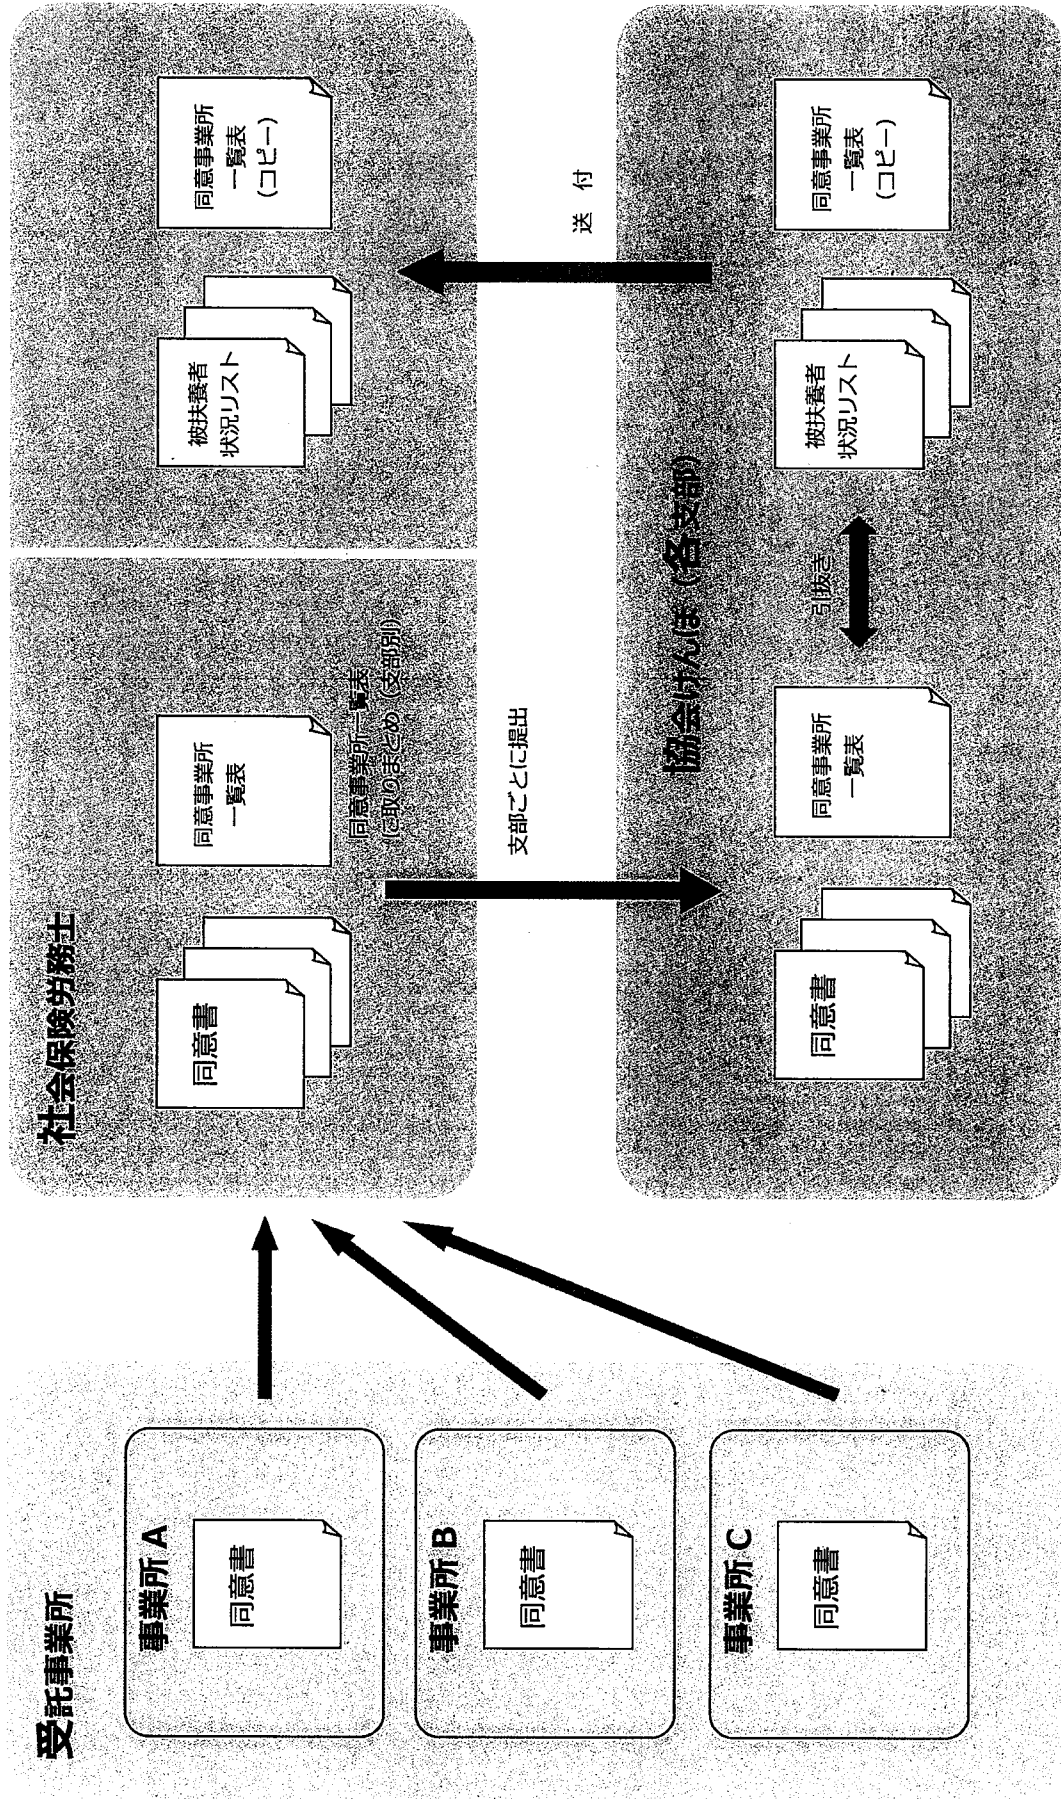 受託事業所
事業所 A
同意書
事業所 B
同意書
事業所 C
同意書
社会保険労務士
同意書
同意事業所
一覧表
(同意事業所一覧表
に取りまとめ(支部別))
被扶養者
状況リスト
同意事業所
一覧表
(コピー)
支部ごとに提出
送 付
協会けんぽ(各支部)
同意書
同意事業所
一覧表
引抜き
被扶養者
状況リスト
同意事業所
一覧表
(コピー)